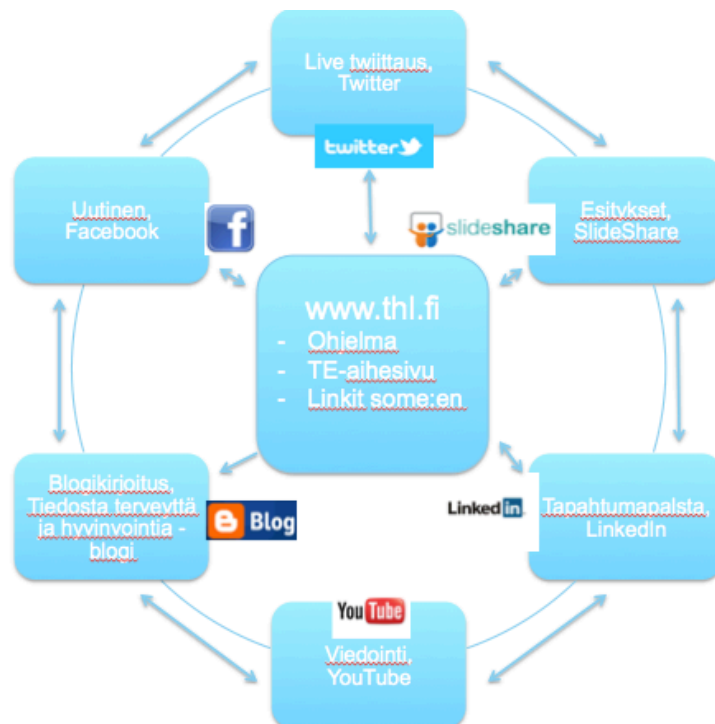 Live twiittaus,
Twitter
twitter
Uutinen,
Facebook
f
slideshare
Esitykset,
SlideShare
www.thl.fi
- Ohjelma
- TE-aihesivu
- Linkit some:en
Blogikirjoitus,
Tiedosta terveyttä
ja hyvinvointia -
blogi
Blog
Linked in
Tapahtumapalsta,
LinkedIn
YouTube
Viedointi,
YouTube